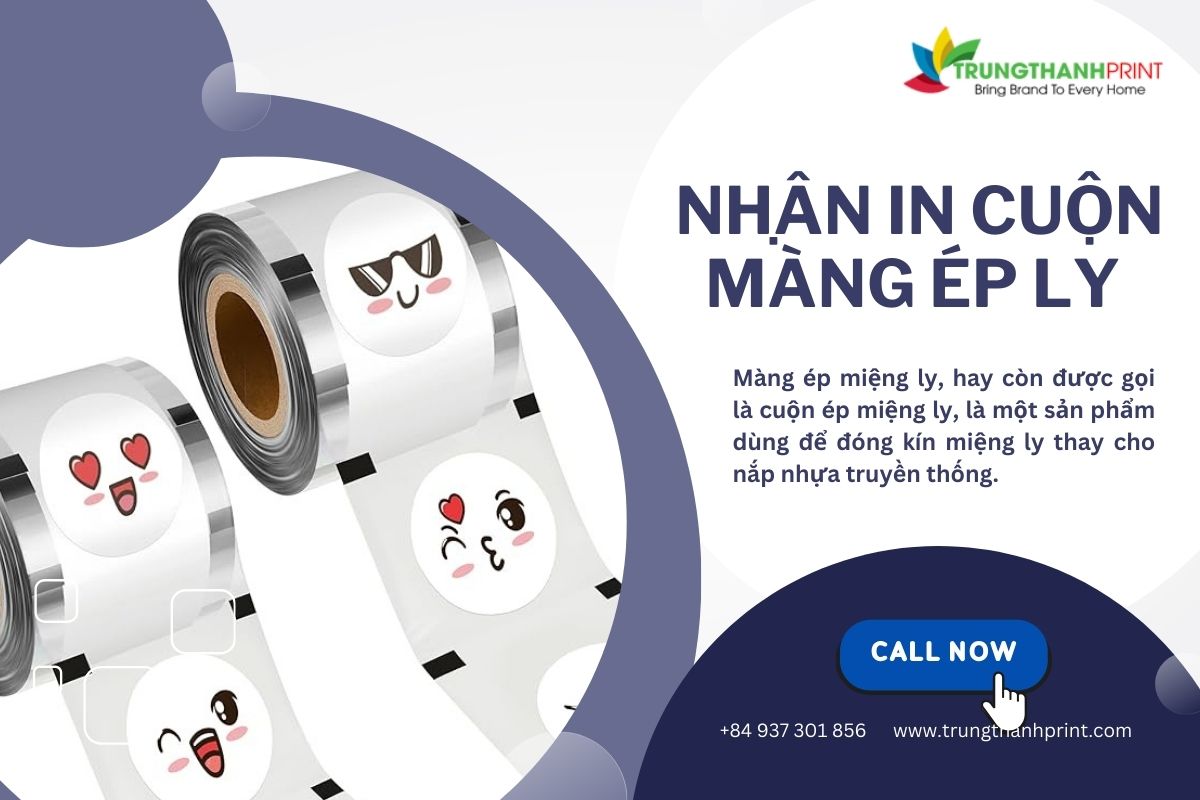 TRUNGTHANHPRINT
Bring Brand To Every Home
NHẬN IN CUỘN
MÀNG ÉP LY
Màng ép miệng ly, hay còn được gọi
là cuộn ép miệng ly, là một sản phẩm
dùng để đóng kín miệng ly thay cho
nắp nhựa truyền thống.
CALL NOW
+84 937 301 856 www.trungthanhprint.com